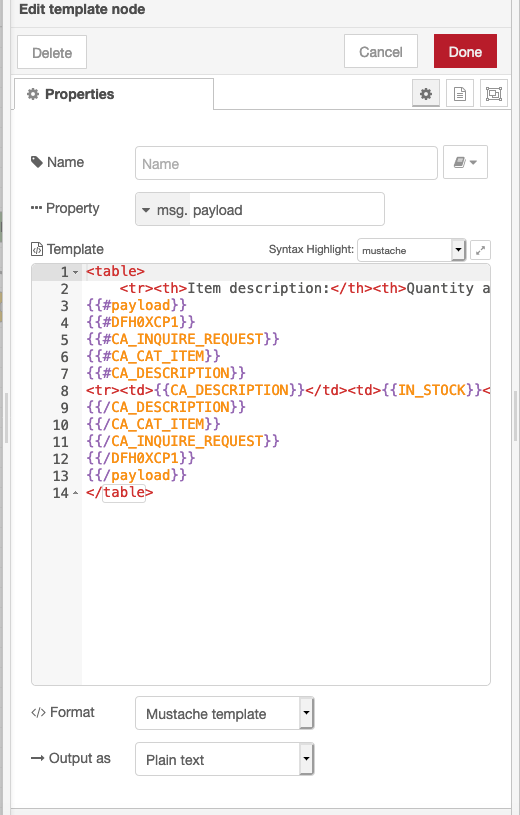 Edit template node
Delete
Cancel
Done
Properties
Name
Name
Property
msg. payload
Template
Syntax Highlight: mustache
1 <table>
2 <tr><th>Item description:</th><th>Quantity a
3 {{#payload}}
4 {{#DFH0XCP1}}
5 {{#CA_INQUIRE_REQUEST}}
6 {{#CA_CAT_ITEM}}
7 {{#CA_DESCRIPTION}}
8 <tr><td>{{CA_DESCRIPTION}}</td><td>{{IN_STOCK}}<
9 {{/CA_DESCRIPTION}}
10 {{/CA_CAT_ITEM}}
11 {{/CA_INQUIRE_REQUEST}}
12 {{/DFH0XCP1}}
13 {{/payload}}
14 </table>
</> Format
Mustache template
Output as
Plain text